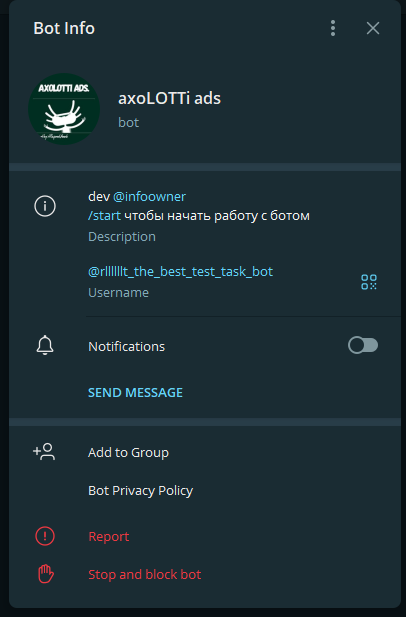 Bot Info
AXOLOTTI ADS.
axoLOTTi ads
bot
dev @infoowner
/start чтобы начать работу с ботом
Description
@rllllllt_the_best_test_task_bot
Username
Notifications
SEND MESSAGE
Add to Group
Bot Privacy Policy
Report
Stop and block bot